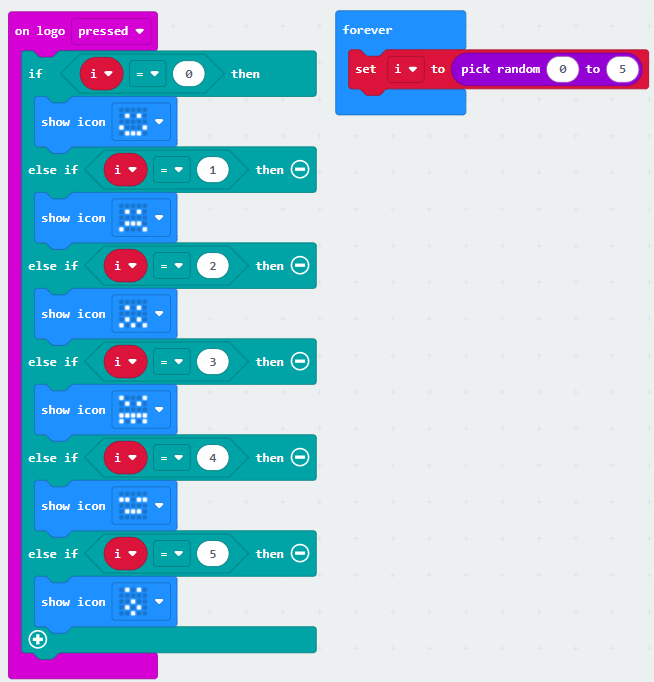 on logo pressed
if i = 0 then
show icon
else if i = 1 then
show icon
else if i = 2 then
show icon
else if i = 3 then
show icon
else if i = 4 then
show icon
else if i = 5 then
show icon
forever
set i to pick random 0 to 5